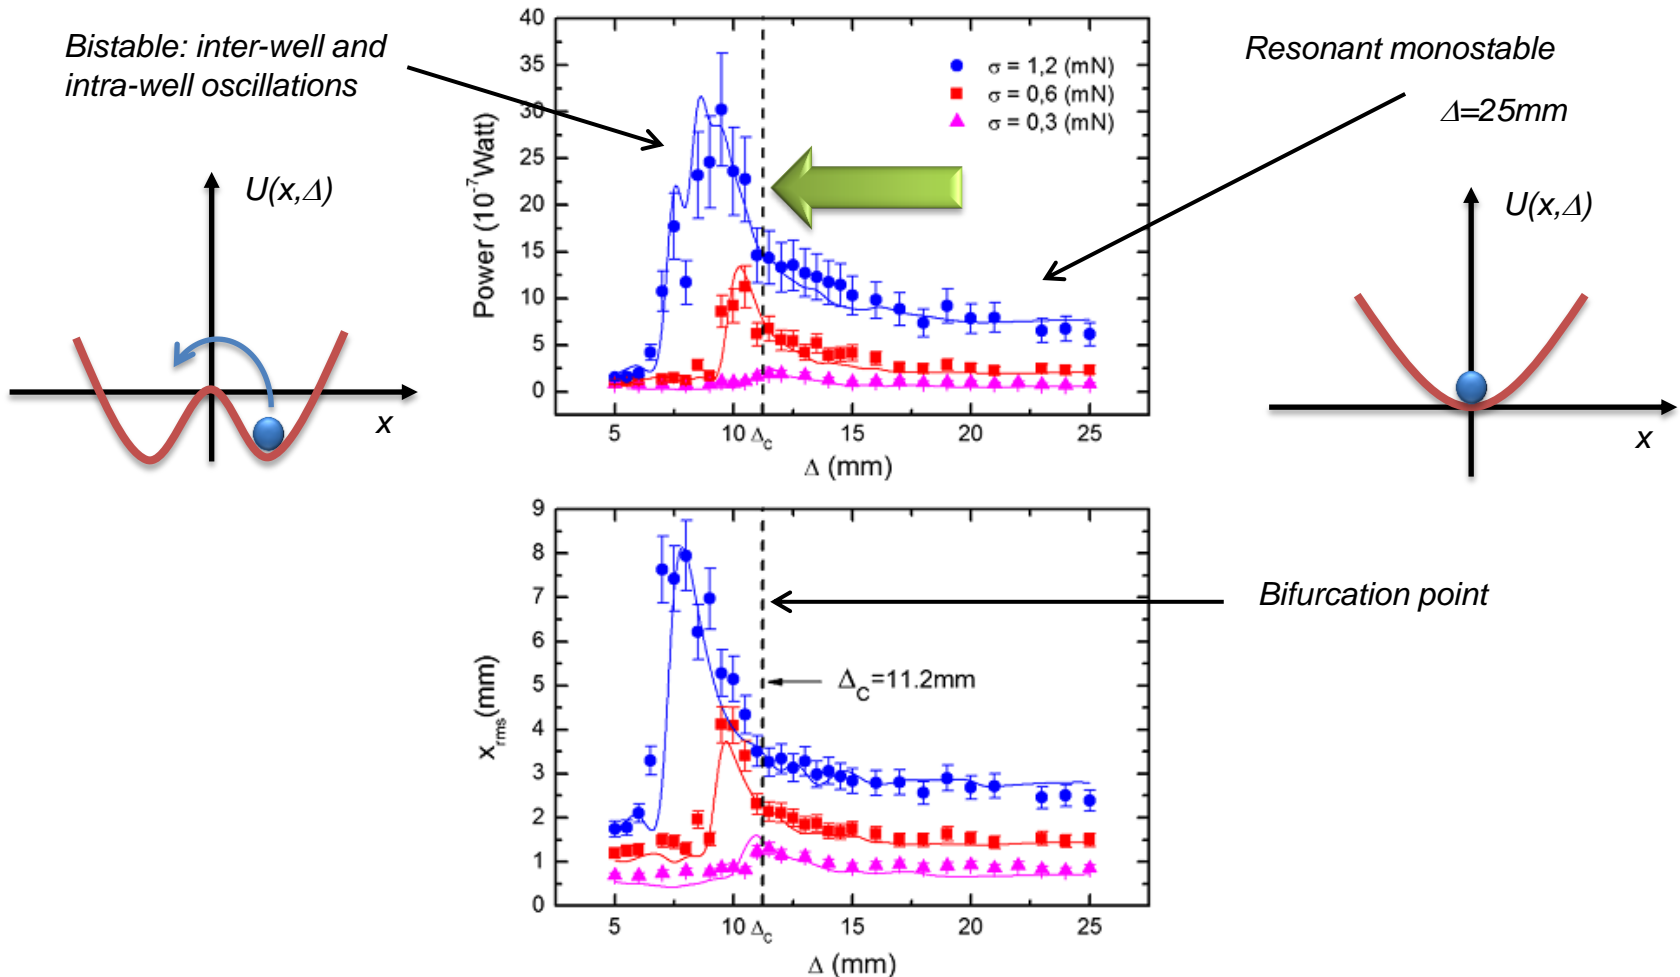 Bistable: inter-well and
intra-well oscillations
U(x,Δ)
x
40
35
30
25
20
15
10
5
0
Power (10⁻⁷Watt)
σ = 1,2 (mN)
σ = 0,6 (mN)
σ = 0,3 (mN)
5 10 Δc 15 20 25
Δ (mm)
Resonant monostable
Δ=25mm
U(x,Δ)
x
9
8
7
6
5
4
3
2
1
0
x_rms(mm)
Δ_C=11.2mm
5 10 Δc 15 20 25
Δ (mm)
Bifurcation point